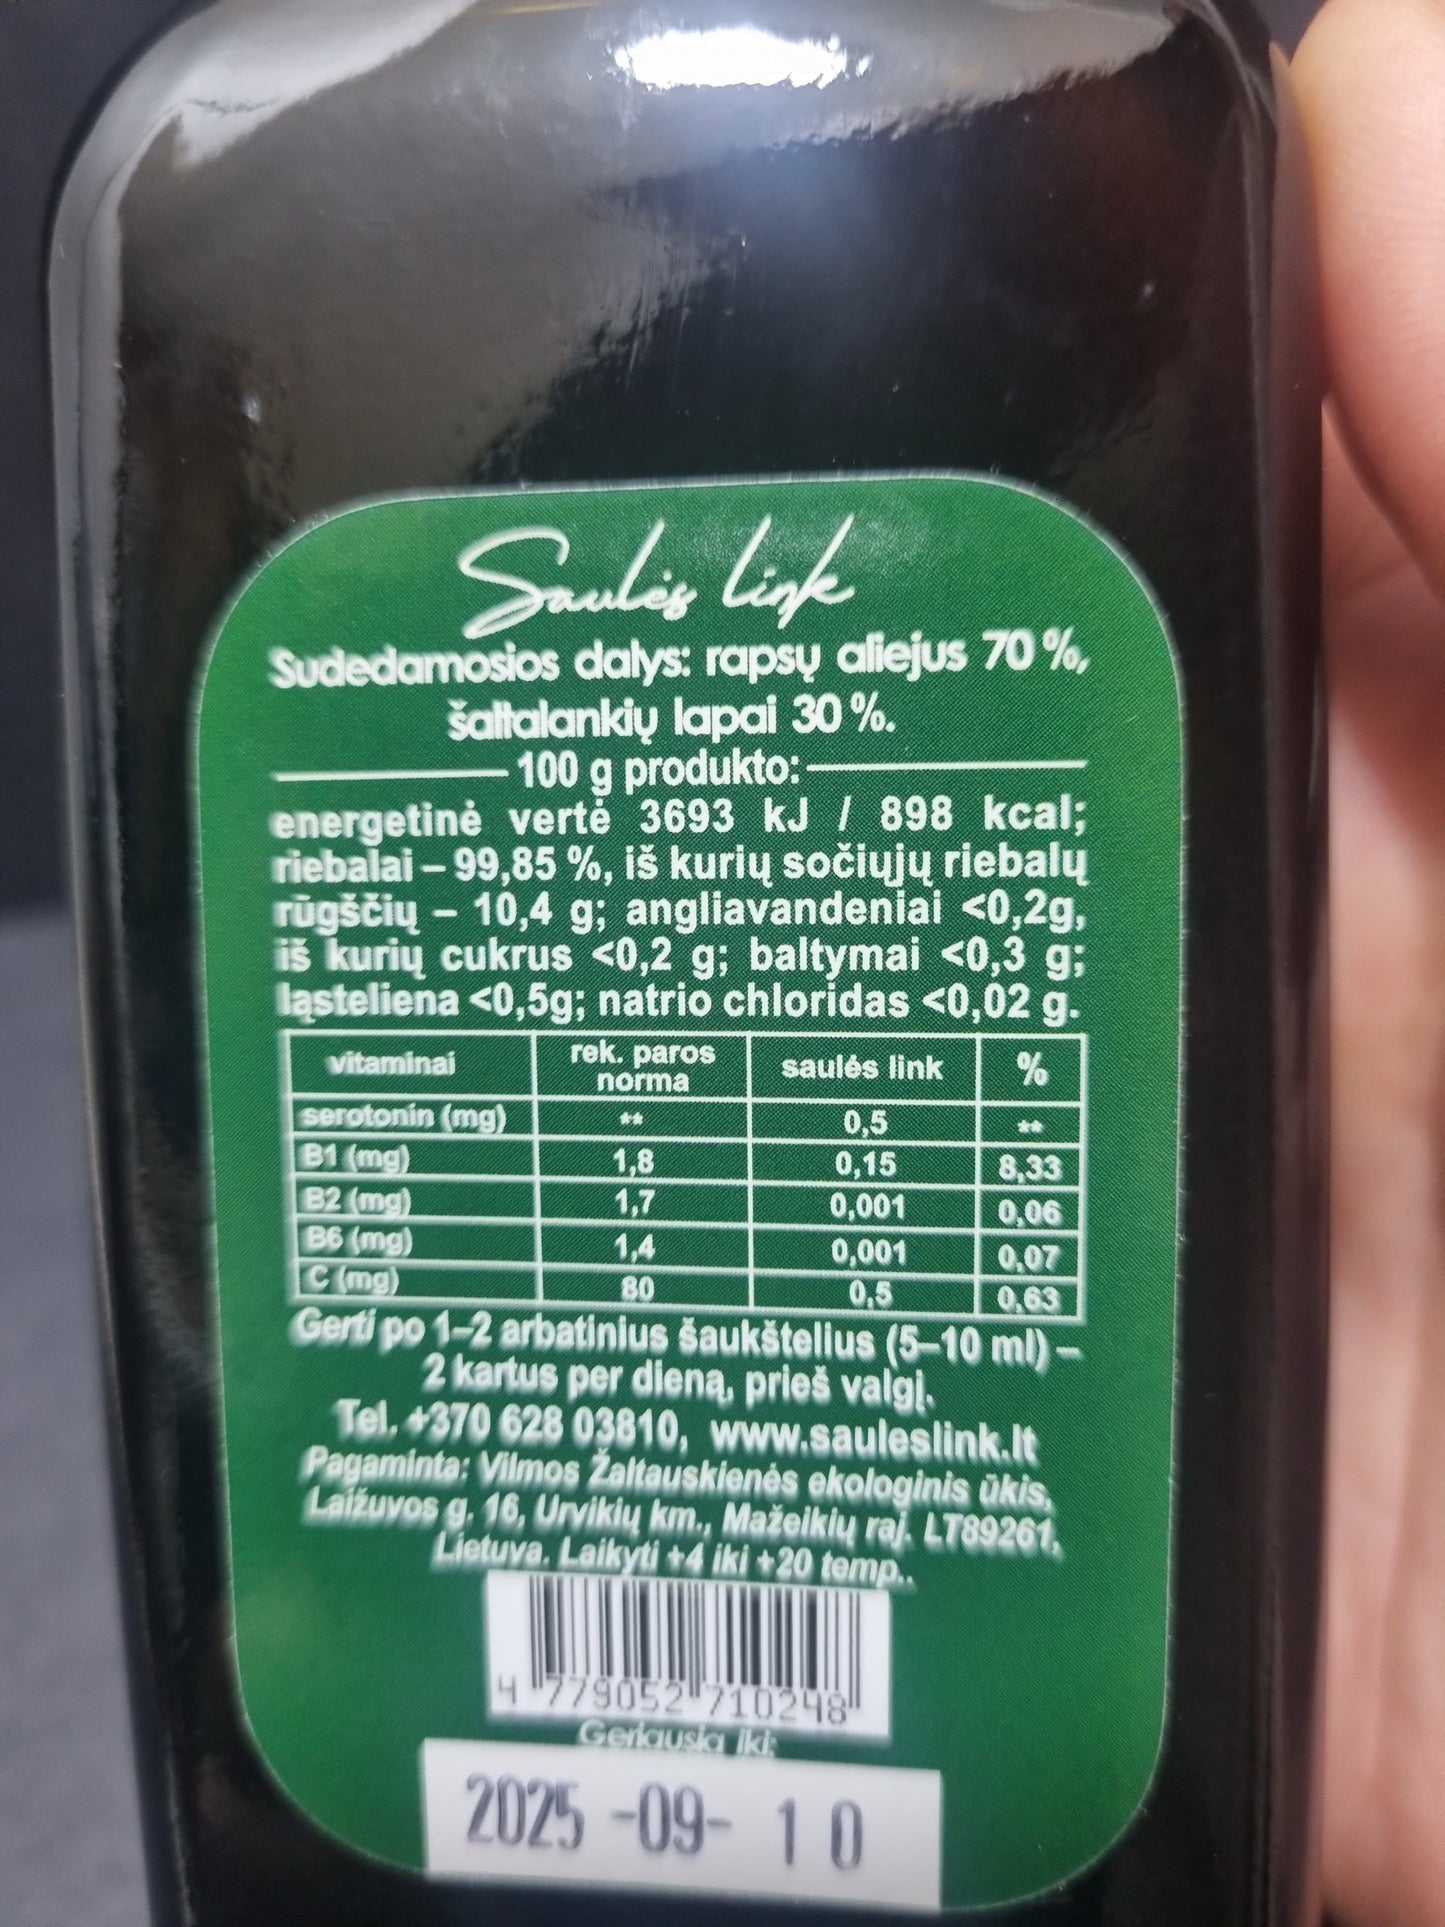 Saulės link
Sudedamosios dalys: rapsų aliejus 70 %,
šaltalankių lapai 30 %.
100 g produkto:
energetinė vertė 3693 kJ / 898 kcal;
riebalai – 99,85 %, iš kurių sočiųjų riebalų
rūgščių – 10,4 g; angliavandeniai <0,2g,
iš kurių cukrus <0,2 g; baltymai <0,3 g;
ląsteliena <0,5g; natrio chloridas <0,02 g.
vitaminai rek. paros norma saulės link %
serotonin (mg) ** 0,5 **
B1 (mg) 1,8 0,15 8,33
B2 (mg) 1,7 0,001 0,06
B6 (mg) 1,4 0,001 0,07
C (mg) 80 0,5 0,63
Gerti po 1–2 arbatinius šaukštelius (5–10 ml) –
2 kartus per dieną, prieš valgį.
Tel. +370 628 03810, www.sauleslink.lt
Pagaminta: Vilmos Žaltauskienės ekologinis ūkis,
Laižuvos g. 16, Urvikių km., Mažeikių raj. LT89261,
Lietuva. Laikyti +4 iki +20 temp..
4 779052 710248
Geriausia iki:
2025-09-10